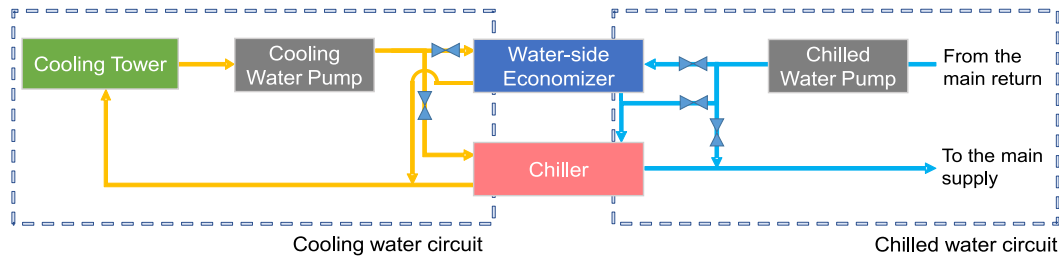 Cooling Tower
Cooling
Water Pump
Water-side
Economizer
Chilled
Water Pump
From the
main return
Chiller
To the main
supply
Cooling water circuit
Chilled water circuit